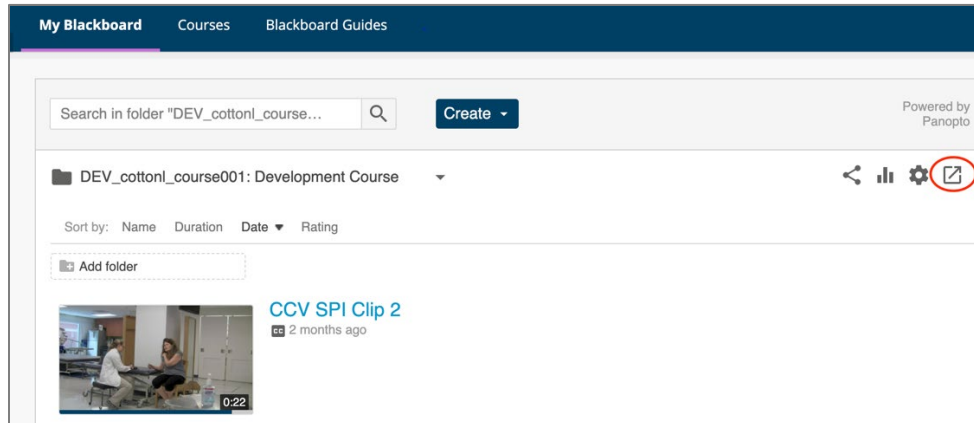 My Blackboard Courses Blackboard Guides
Search in folder "DEV_cottonl_course...
Create
Powered by
Panopto
DEV_cottonl_course001: Development Course
Sort by: Name Duration Date Rating
Add folder
CCV SPI Clip 2
CC 2 months ago
0:22